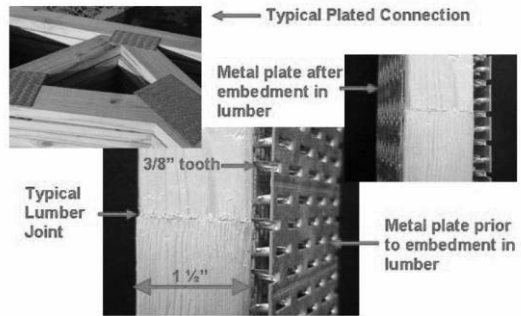 Typical Plated Connection
Metal plate after
embedment in
lumber
3/8” tooth
Typical
Lumber
Joint
Metal plate prior
to embedment in
lumber
1 ½”